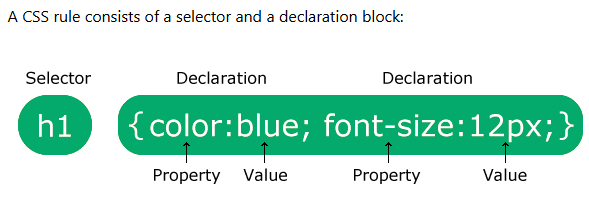 A CSS rule consists of a selector and a declaration block:
Selector Declaration Declaration
h1 {color:blue; font-size:12px;}
Property Value Property Value